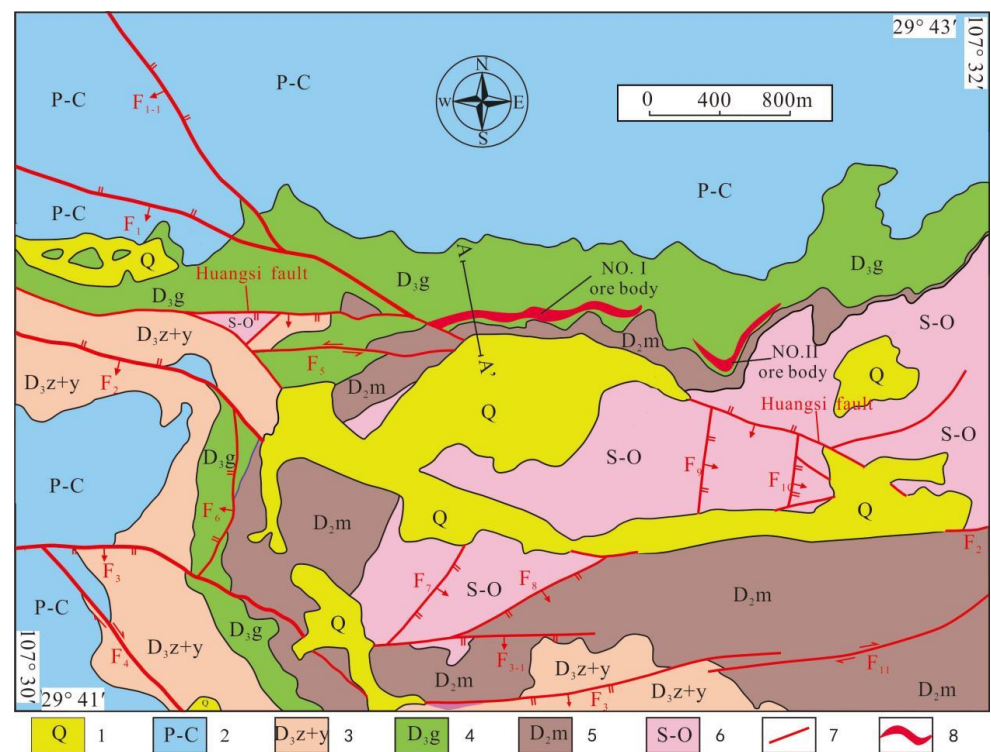 29° 43′
107° 32′
P-C
P-C
F₁₋₁
N
W
E
S
0 400 800m
P-C
P-C
F₁
S-O
Q
A
NO. I
ore body
D₃g
D₃g
Huangsi fault
D₃g
S-O
D₃z+y
D₂m
NO.II
ore body
F₅
A'
Q
D₃z+y
F₂
D₂m
Q
Huangsi fault
S-O
S-O
D₃g
F₉
F₁₀
P-C
F₆
D₂m
Q
Q
F₂
F₃
F₇
F₈
S-O
D₂m
P-C
Q
D₃g
D₃z+y
F₄
F₃₋₁
D₃z+y
F₁₁
107° 30′
29° 41′
Q
D₂m
F₃
D₃z+y
D₂m
Q 1 P-C 2 D₃z+y 3 D₃g 4 D₂m 5 S-O 6 7 8